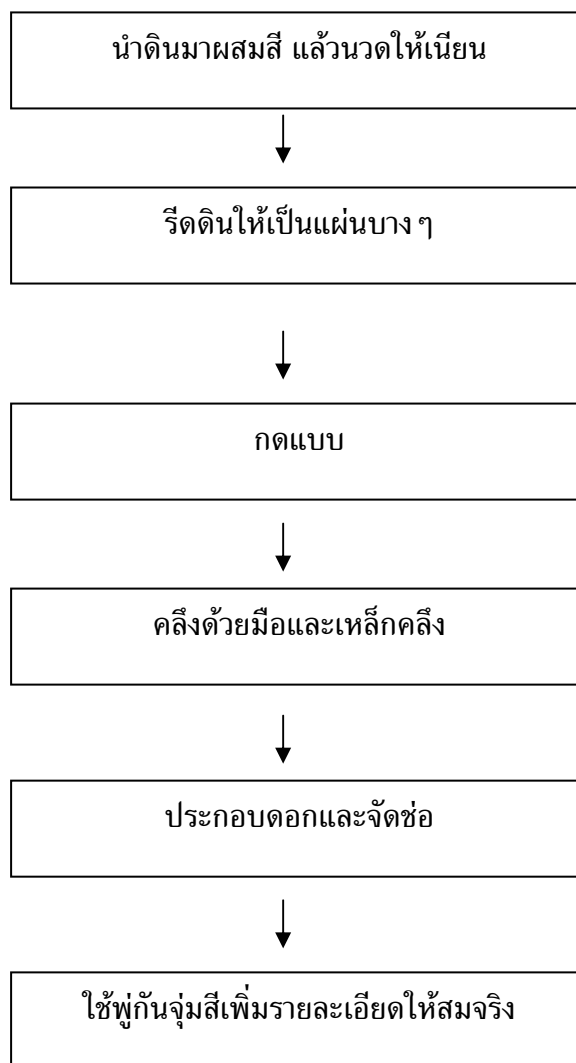 นำดินมาผสมสี แล้วนวดให้เนียน
รีดดินให้เป็นแผ่นบางๆ
กดแบบ
คลึงด้วยมือและเหล็กคลึง
ประกอบดอกและจัดช่อ
ใช้พู่กันจุ่มสีเพิ่มรายละเอียดให้สมจริง